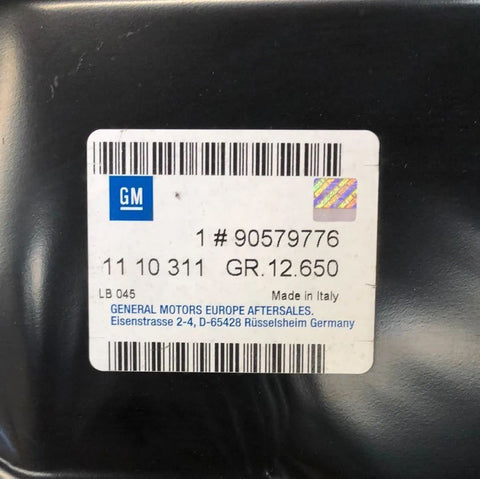 GM
1 # 90579776
11 10 311 GR.12.650
LB 045 Made in Italy
GENERAL MOTORS EUROPE AFTERSALES.
Eisenstrasse 2-4, D-65428 Rüsselsheim Germany